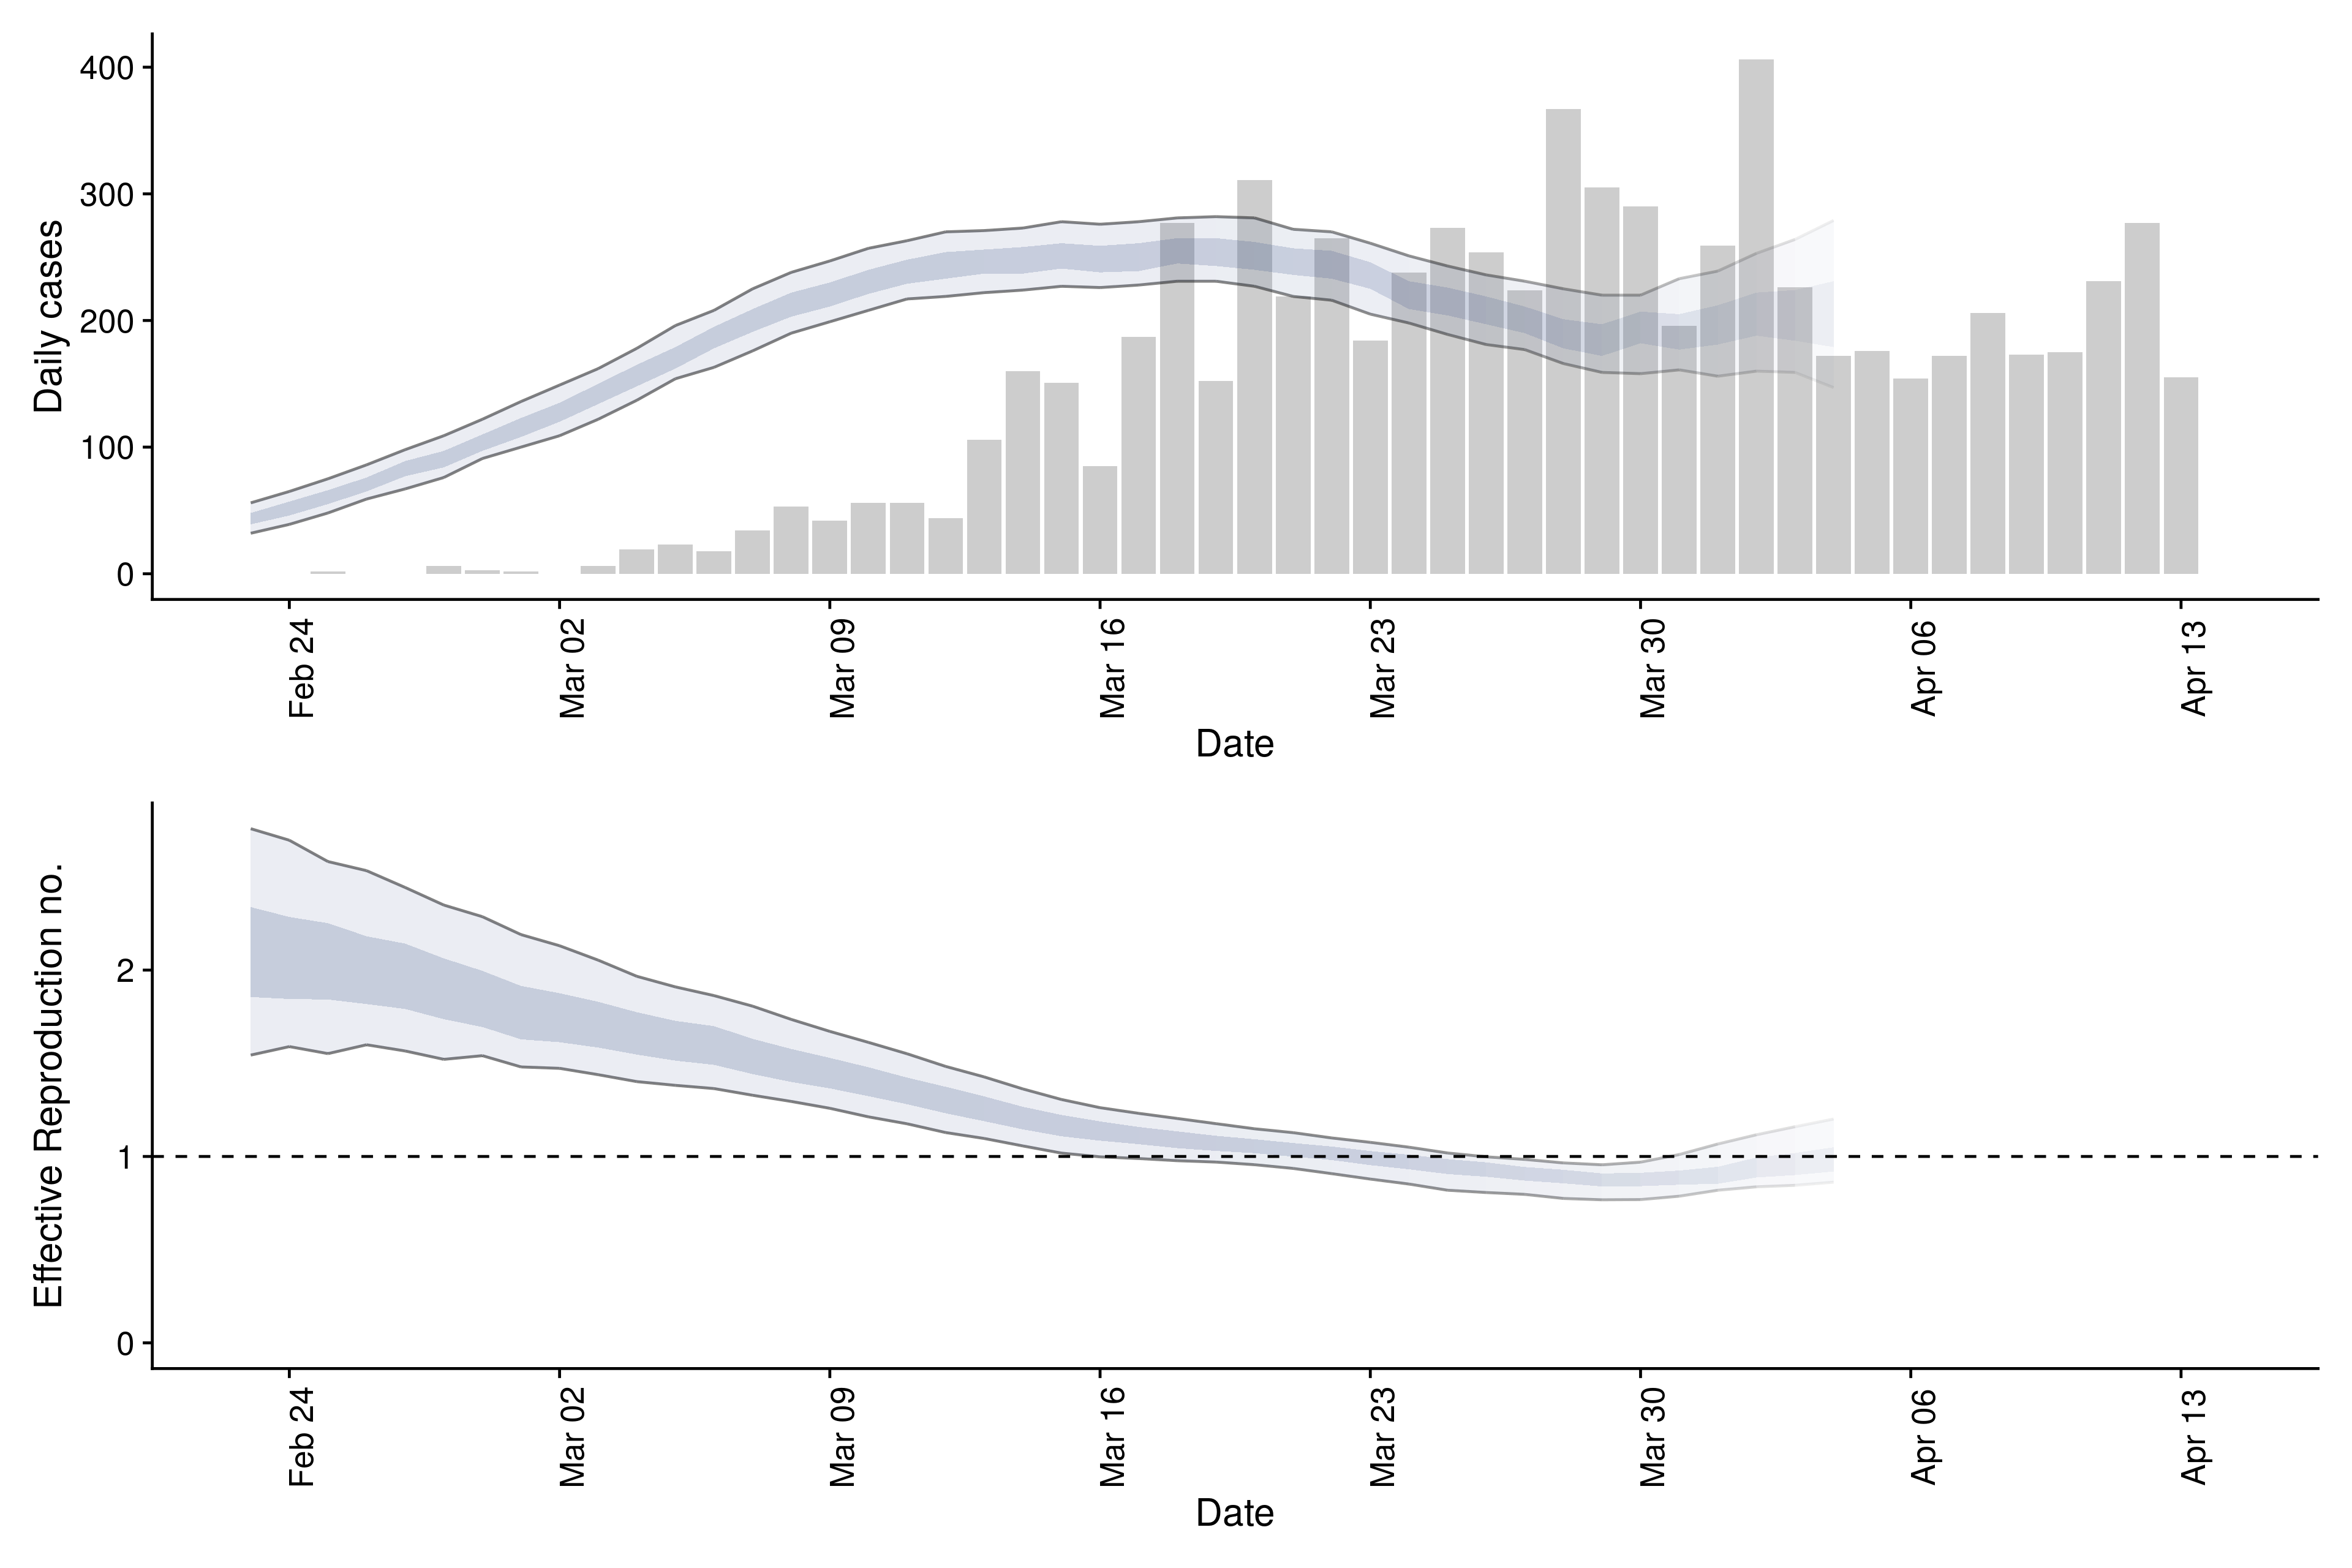 Daily cases
400
300
200
100
0
Feb 24
Mar 02
Mar 09
Mar 16
Mar 23
Mar 30
Apr 06
Apr 13
Date
Effective Reproduction no.
2
1
0
Feb 24
Mar 02
Mar 09
Mar 16
Mar 23
Mar 30
Apr 06
Apr 13
Date